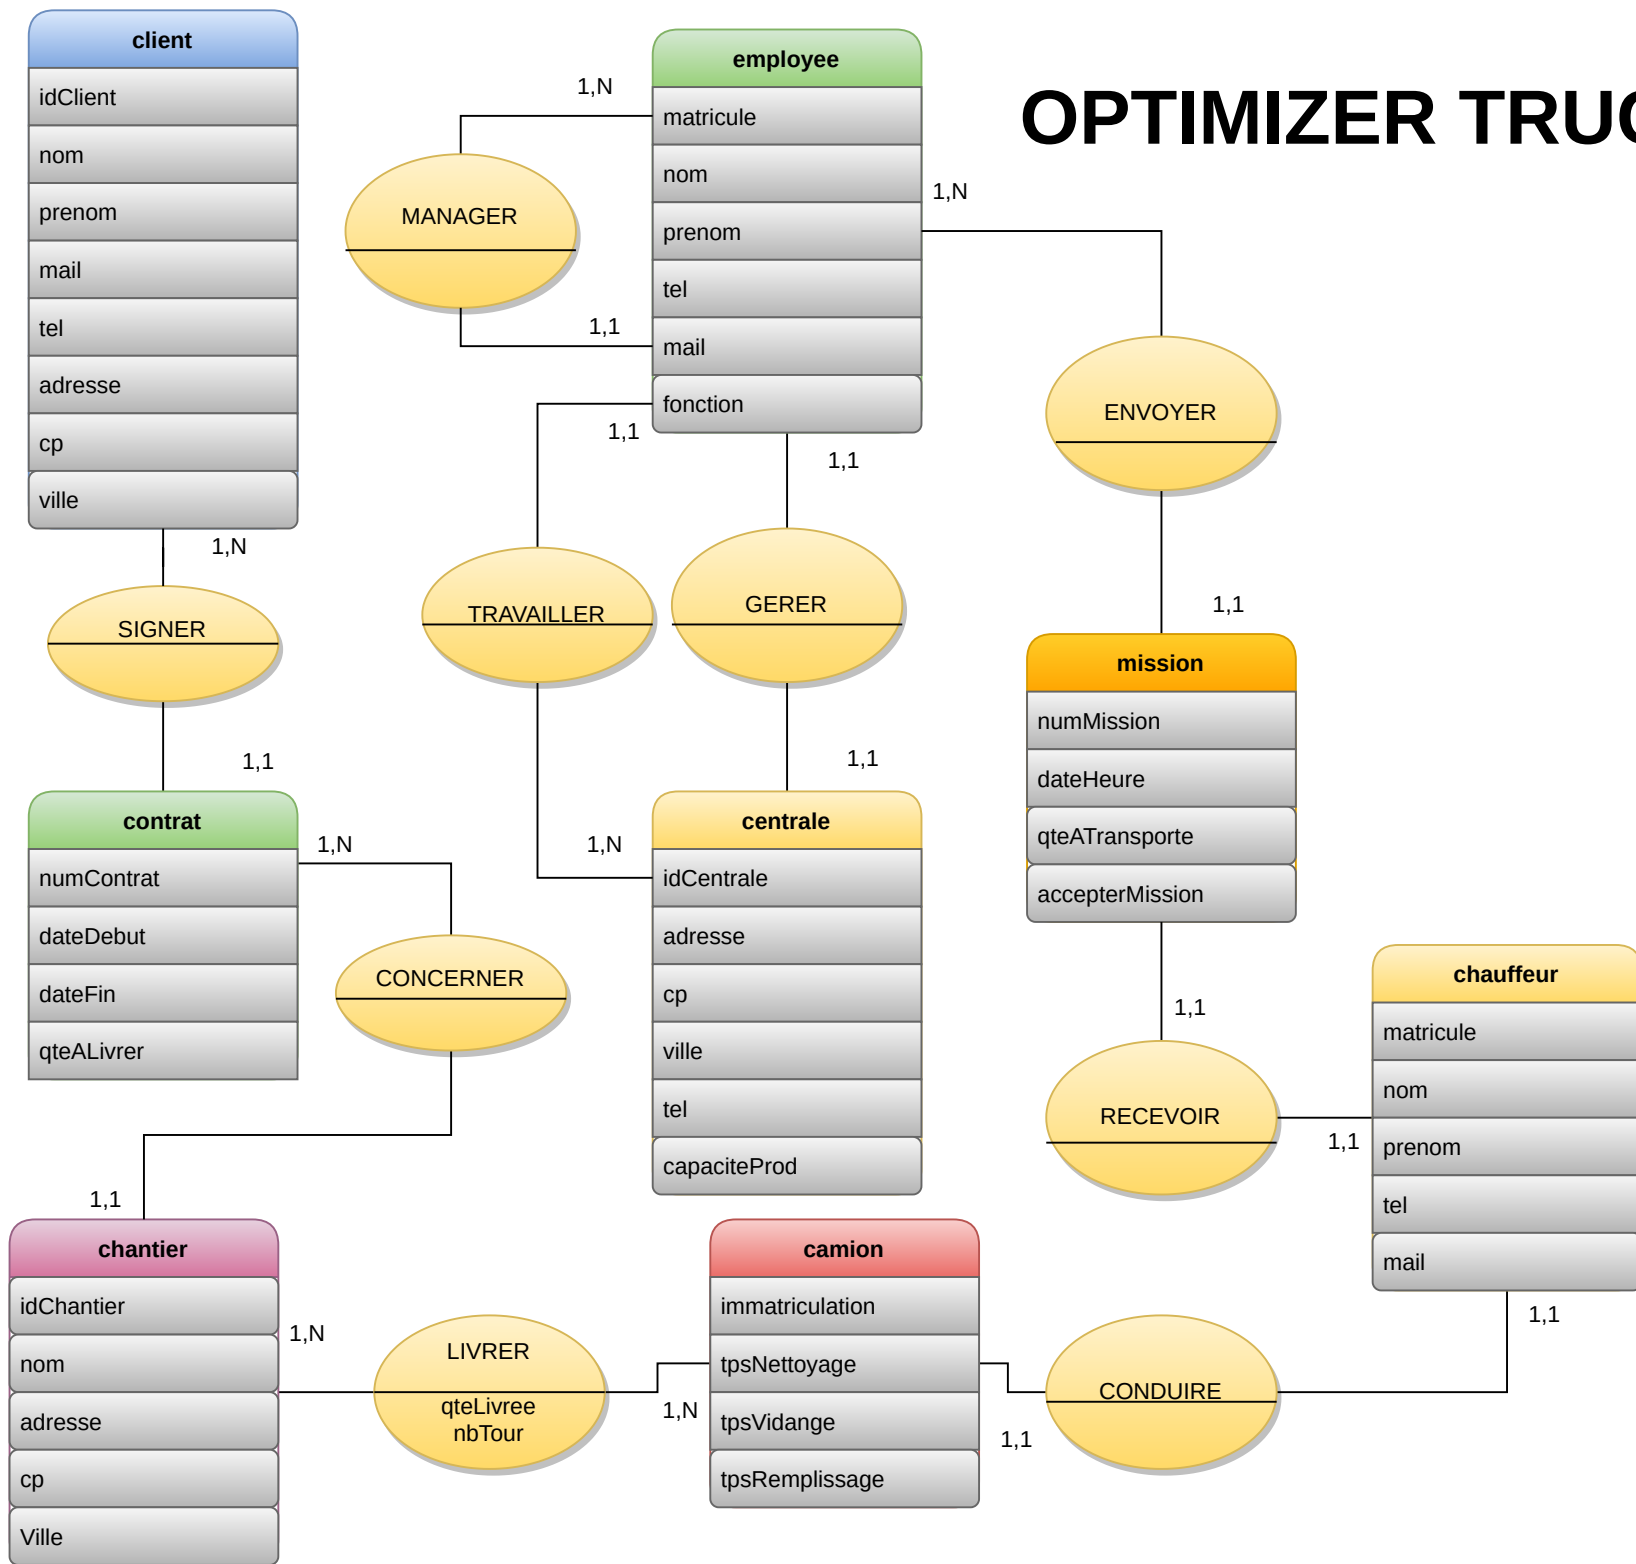 OPTIMIZER TRUC
client
idClient
nom
prenom
mail
tel
adresse
cp
ville
1,N
SIGNER
1,1
employee
matricule
nom
prenom
tel
mail
fonction
1,N
MANAGER
1,1
1,N
ENVOYER
1,1
1,1
TRAVAILLER
1,N
1,1
GERER
1,1
mission
numMission
dateHeure
qteATransporte
accepterMission
contrat
numContrat
dateDebut
dateFin
qteALivrer
1,N
CONCERNER
1,1
centrale
idCentrale
adresse
cp
ville
tel
capaciteProd
1,1
RECEVOIR
1,1
chauffeur
matricule
nom
prenom
tel
mail
1,1
chantier
idChantier
nom
adresse
cp
Ville
1,N
LIVRER
qteLivree
nbTour
1,N
camion
immatriculation
tpsNettoyage
tpsVidange
tpsRemplissage
1,1
CONDUIRE